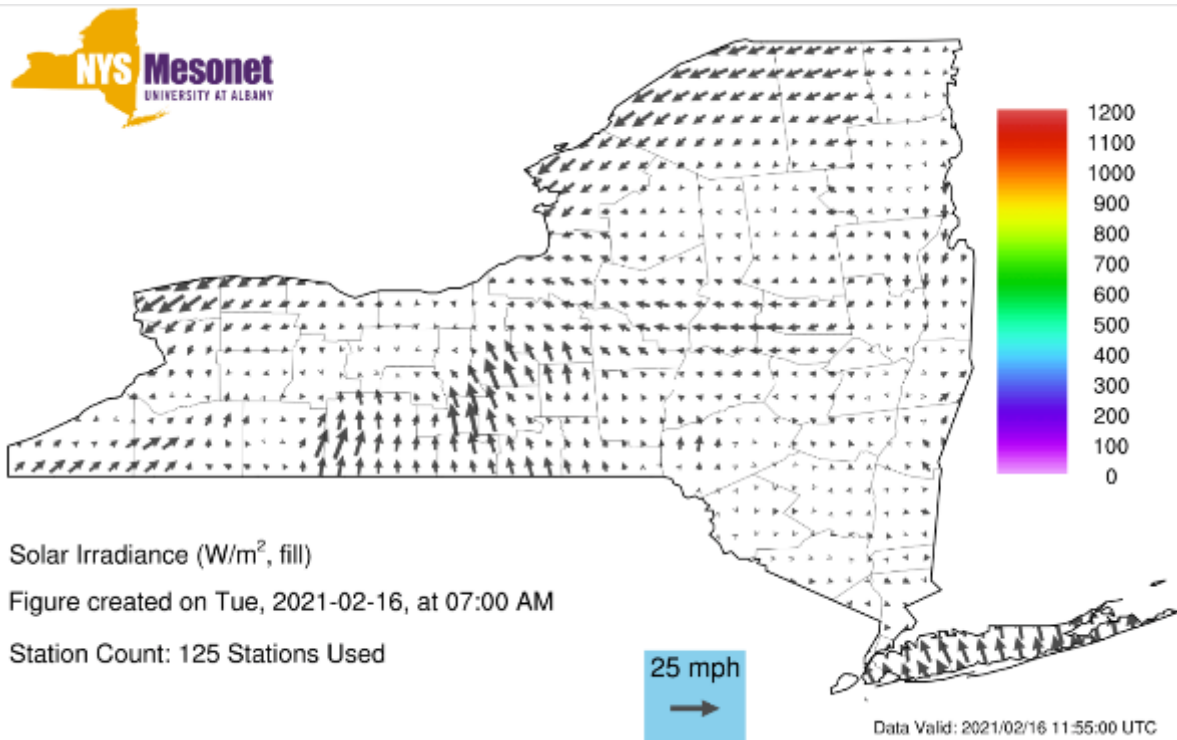 NYS Mesonet
UNIVERSITY AT ALBANY
1200
1100
1000
900
800
700
600
500
400
300
200
100
0
Solar Irradiance (W/m², fill)
Figure created on Tue, 2021-02-16, at 07:00 AM
Station Count: 125 Stations Used
25 mph
Data Valid: 2021/02/16 11:55:00 UTC